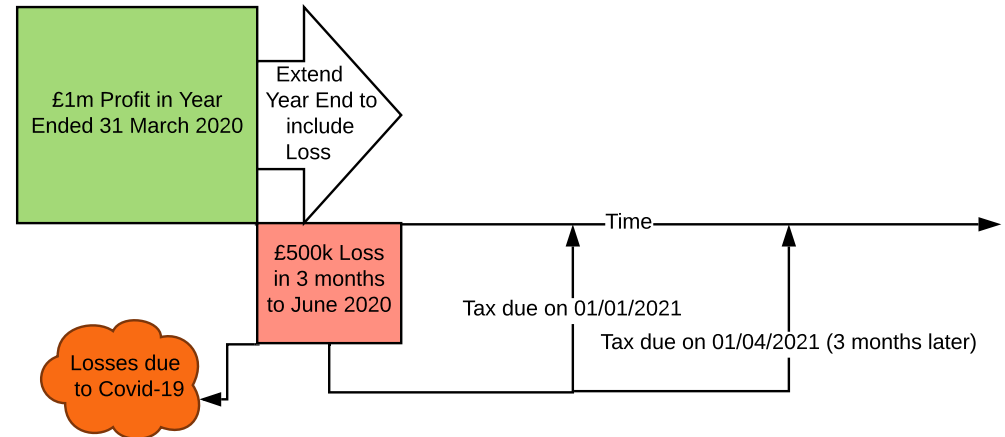 £1m Profit in Year
Ended 31 March 2020
Extend
Year End to
include
Loss
Time
£500k Loss
in 3 months
to June 2020
Tax due on 01/01/2021
Tax due on 01/04/2021 (3 months later)
Losses due
to Covid-19